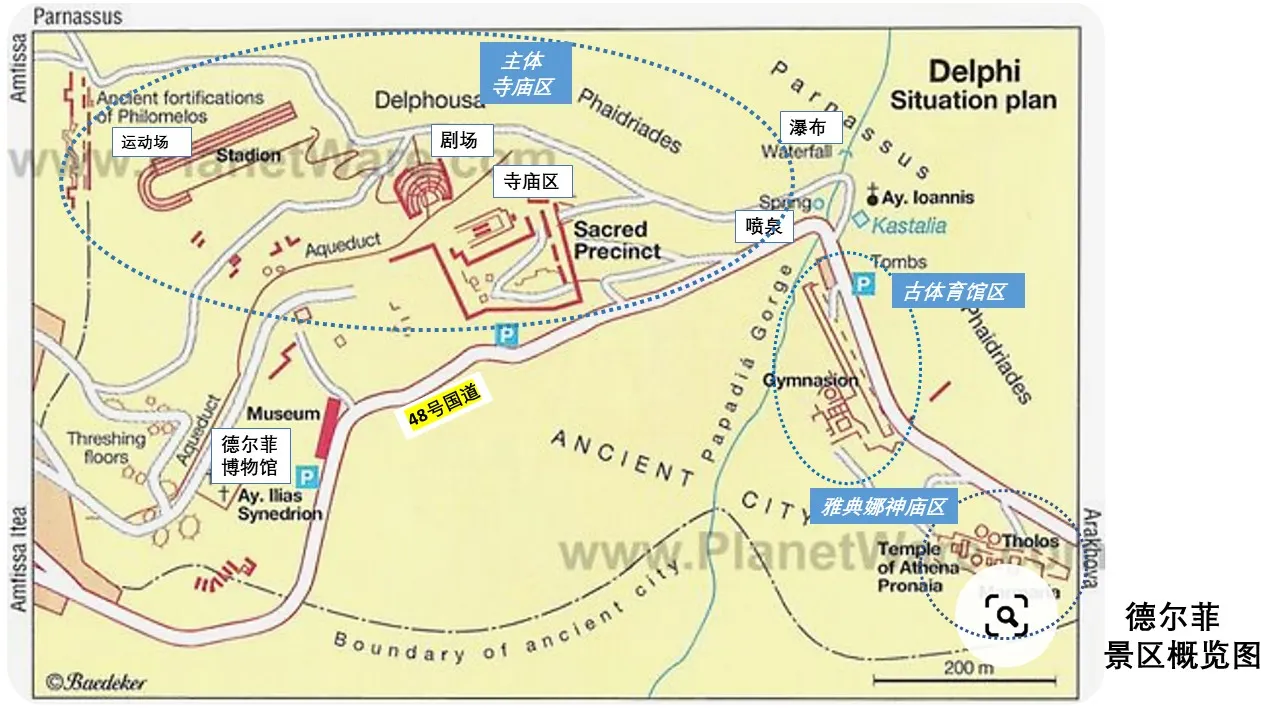 Parnassus
Amfissa
Delphi
Situation plan
主体
寺庙区
Ancient fortifications
of Philomelos
运动场
Stadion
Delphousa
Phaidriades
剧场
寺庙区
Parnassus
瀑布
Waterfall
www.PlanetWare.com
Spring
喷泉
Ay. Ioannis
Kastalia
Aqueduct
Sacred
Precinct
Tombs
P
古体育馆区
Phaidriades
P
48号国道
Gymnasion
Papadiá Gorge
Museum
Threshing
floors
Aqueduct
德尔菲
博物馆
P
Ay. Ilias
Synedrion
ANCIENT CITY
雅典娜神庙区
Amfissa Itea
www.PlanetWare.com
Temple
of Athena
Pronaia
Tholos
Arakhova
Boundary of ancient city
200 m
©Baedeker
德尔菲
景区概览图